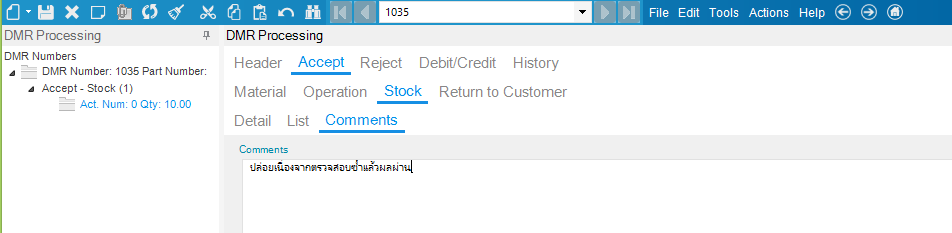 1035
File Edit Tools Actions Help
DMR Processing
DMR Processing
DMR Numbers
DMR Number: 1035 Part Number:
Accept - Stock (1)
Act. Num: 0 Qty: 10.00
Header Accept Reject Debit/Credit History
Material Operation Stock Return to Customer
Detail List Comments
Comments
ปล่อยเนื่องจากตรวจสอบซ้ำแล้วผลผ่าน